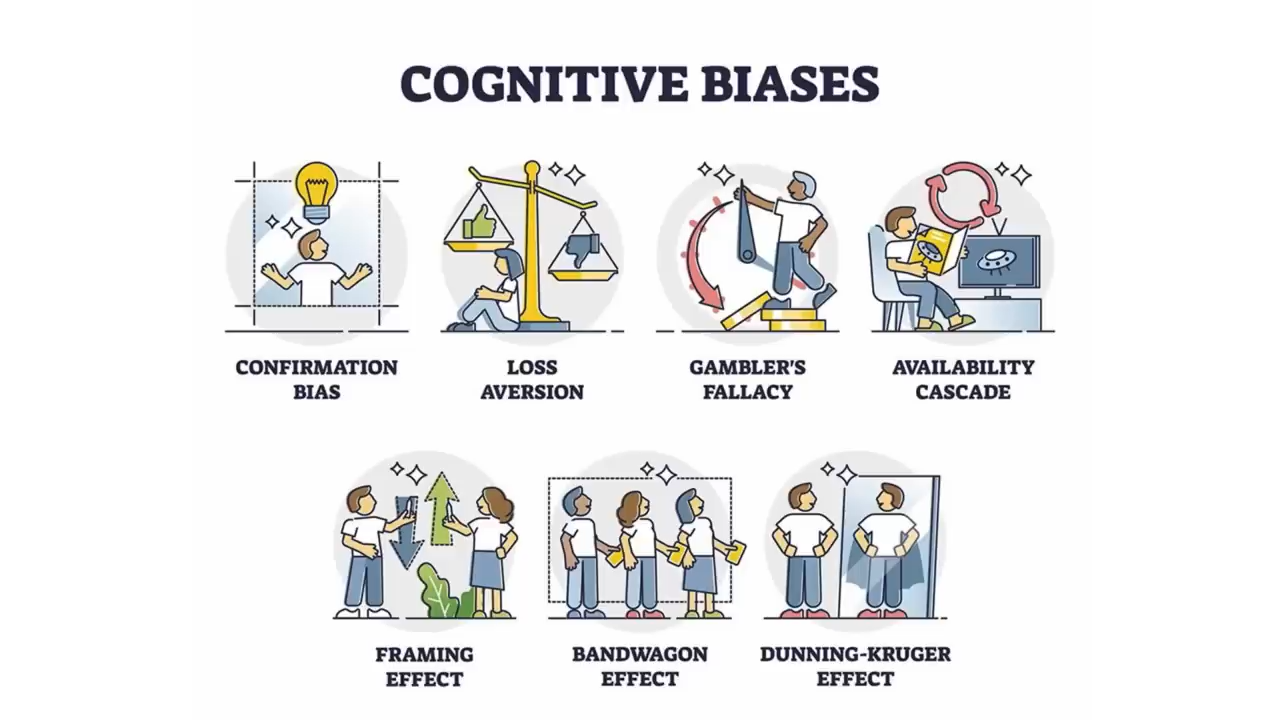 COGNITIVE BIASES
CONFIRMATION
BIAS
LOSS
AVERSION
GAMBLER'S
FALLACY
AVAILABILITY
CASCADE
FRAMING
EFFECT
BANDWAGON
EFFECT
DUNNING-KRUGER
EFFECT